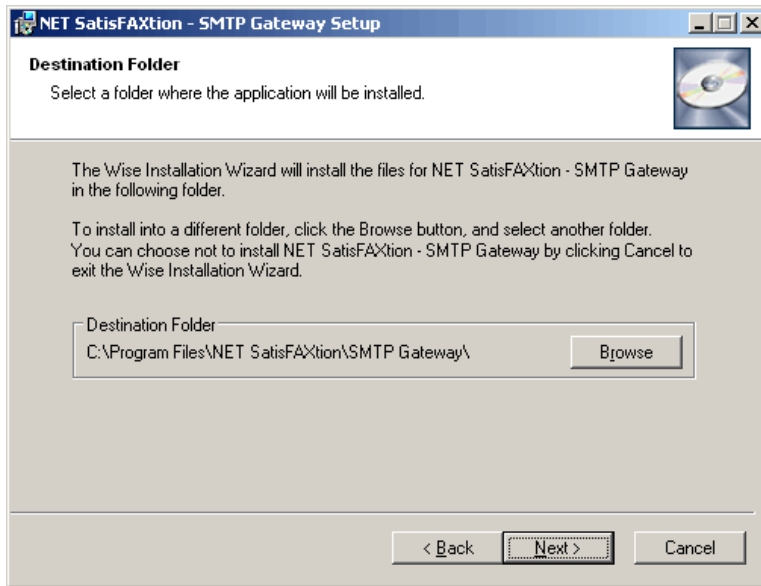 NET SatisFAXtion - SMTP Gateway Setup
Destination Folder
Select a folder where the application will be installed.
The Wise Installation Wizard will install the files for NET SatisFAXtion - SMTP Gateway
in the following folder.
To install into a different folder, click the Browse button, and select another folder.
You can choose not to install NET SatisFAXtion - SMTP Gateway by clicking Cancel to
exit the Wise Installation Wizard.
Destination Folder
C:\Program Files\NET SatisFAXtion\SMTP Gateway\
Browse
< Back
Next >
Cancel